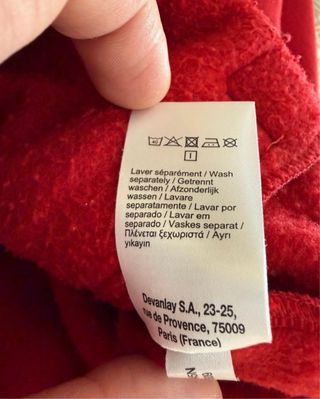 Laver séparément / Wash
separately / Getrennt
waschen / Afzonderlijk
wassen / Lavare
separatamente / Lavar por
separado / Lavar em
separado / Vaskes separat /
Πλένεται ξεχωριστά / Ayrı
yıkayın
Devanlay S.A., 23-25,
rue de Provence, 75009
Paris (France)